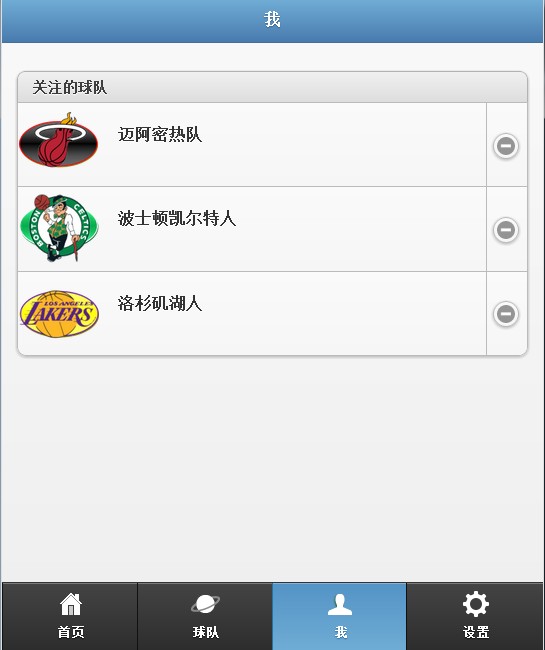 我
关注的球队
迈阿密热队
BOSTON CELTICS
波士顿凯尔特人
LOS ANGELES
LAKERS
洛杉矶湖人
首页
球队
我
设置